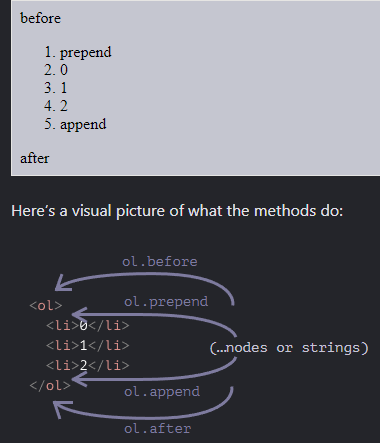 before
1. prepend
2. 0
3. 1
4. 2
5. append
after
Here's a visual picture of what the methods do:
ol.before
<ol>
ol.prepend
<li>0</li>
<li>1</li>
(…nodes or strings)
<li>2</li>
</ol>
ol.append
ol.after